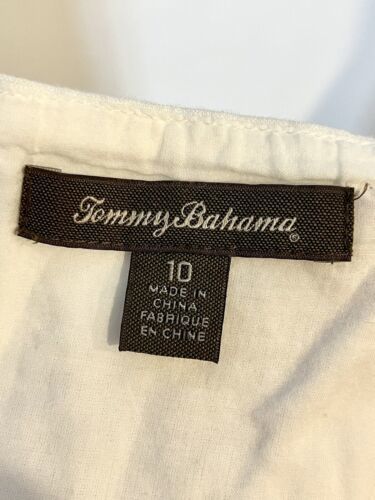 Tommy Bahama®
10
MADE IN
CHINA
FABRIQUE
EN CHINE